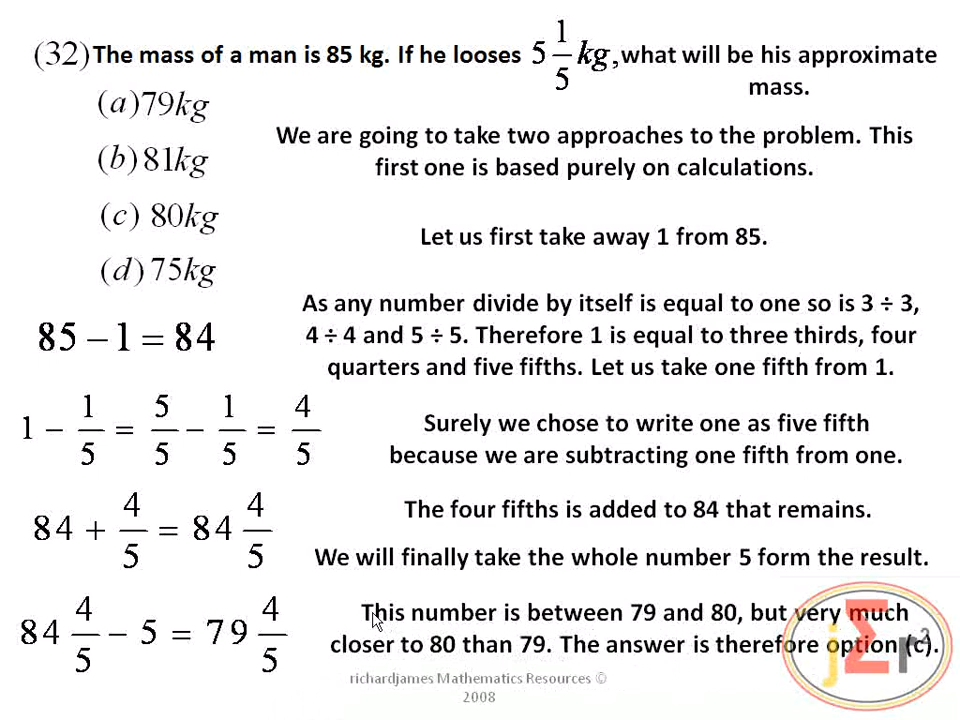 (32) The mass of a man is 85 kg. If he looses 5 1/5 kg, what will be his approximate
mass.
(a) 79kg
We are going to take two approaches to the problem. This
(b) 81kg
first one is based purely on calculations.
(c) 80kg
Let us first take away 1 from 85.
(d) 75kg
As any number divide by itself is equal to one so is 3 ÷ 3,
85 − 1 = 84
4 ÷ 4 and 5 ÷ 5. Therefore 1 is equal to three thirds, four
quarters and five fifths. Let us take one fifth from 1.
1 − 1/5 = 5/5 − 1/5 = 4/5
Surely we chose to write one as five fifth
because we are subtracting one fifth from one.
84 + 4/5 = 84 4/5
The four fifths is added to 84 that remains.
We will finally take the whole number 5 form the result.
84 4/5 − 5 = 79 4/5
This number is between 79 and 80, but very much
closer to 80 than 79. The answer is therefore option (c).
jΣr²
richardjames Mathematics Resources ©
2008